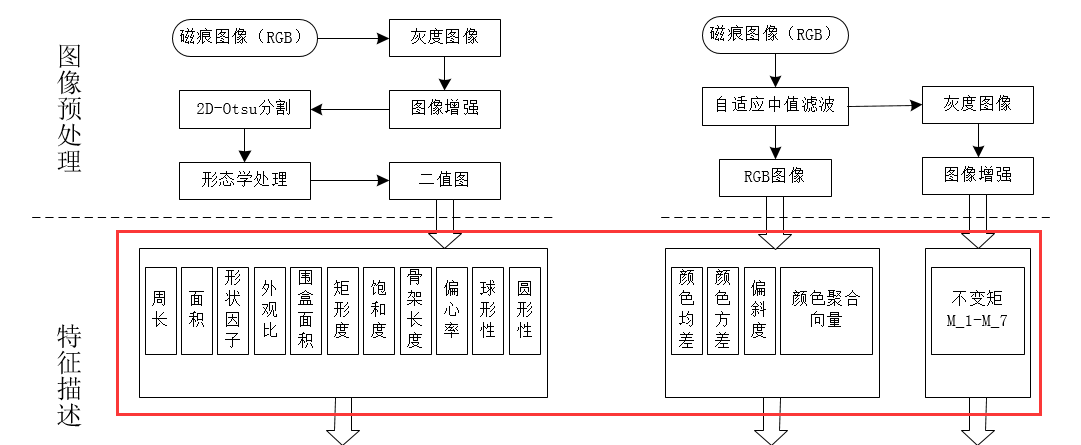 图像预处理
磁痕图像（RGB）
灰度图像
2D-Otsu分割
图像增强
形态学处理
二值图
磁痕图像（RGB）
自适应中值滤波
灰度图像
RGB图像
图像增强
特征描述
周长
面积
形状因子
外观比
围盒面积
矩形度
饱和度
骨架长度
偏心率
球形性
圆形性
颜色均差
颜色方差
偏斜度
颜色聚合
向量
不变矩
M_1-M_7